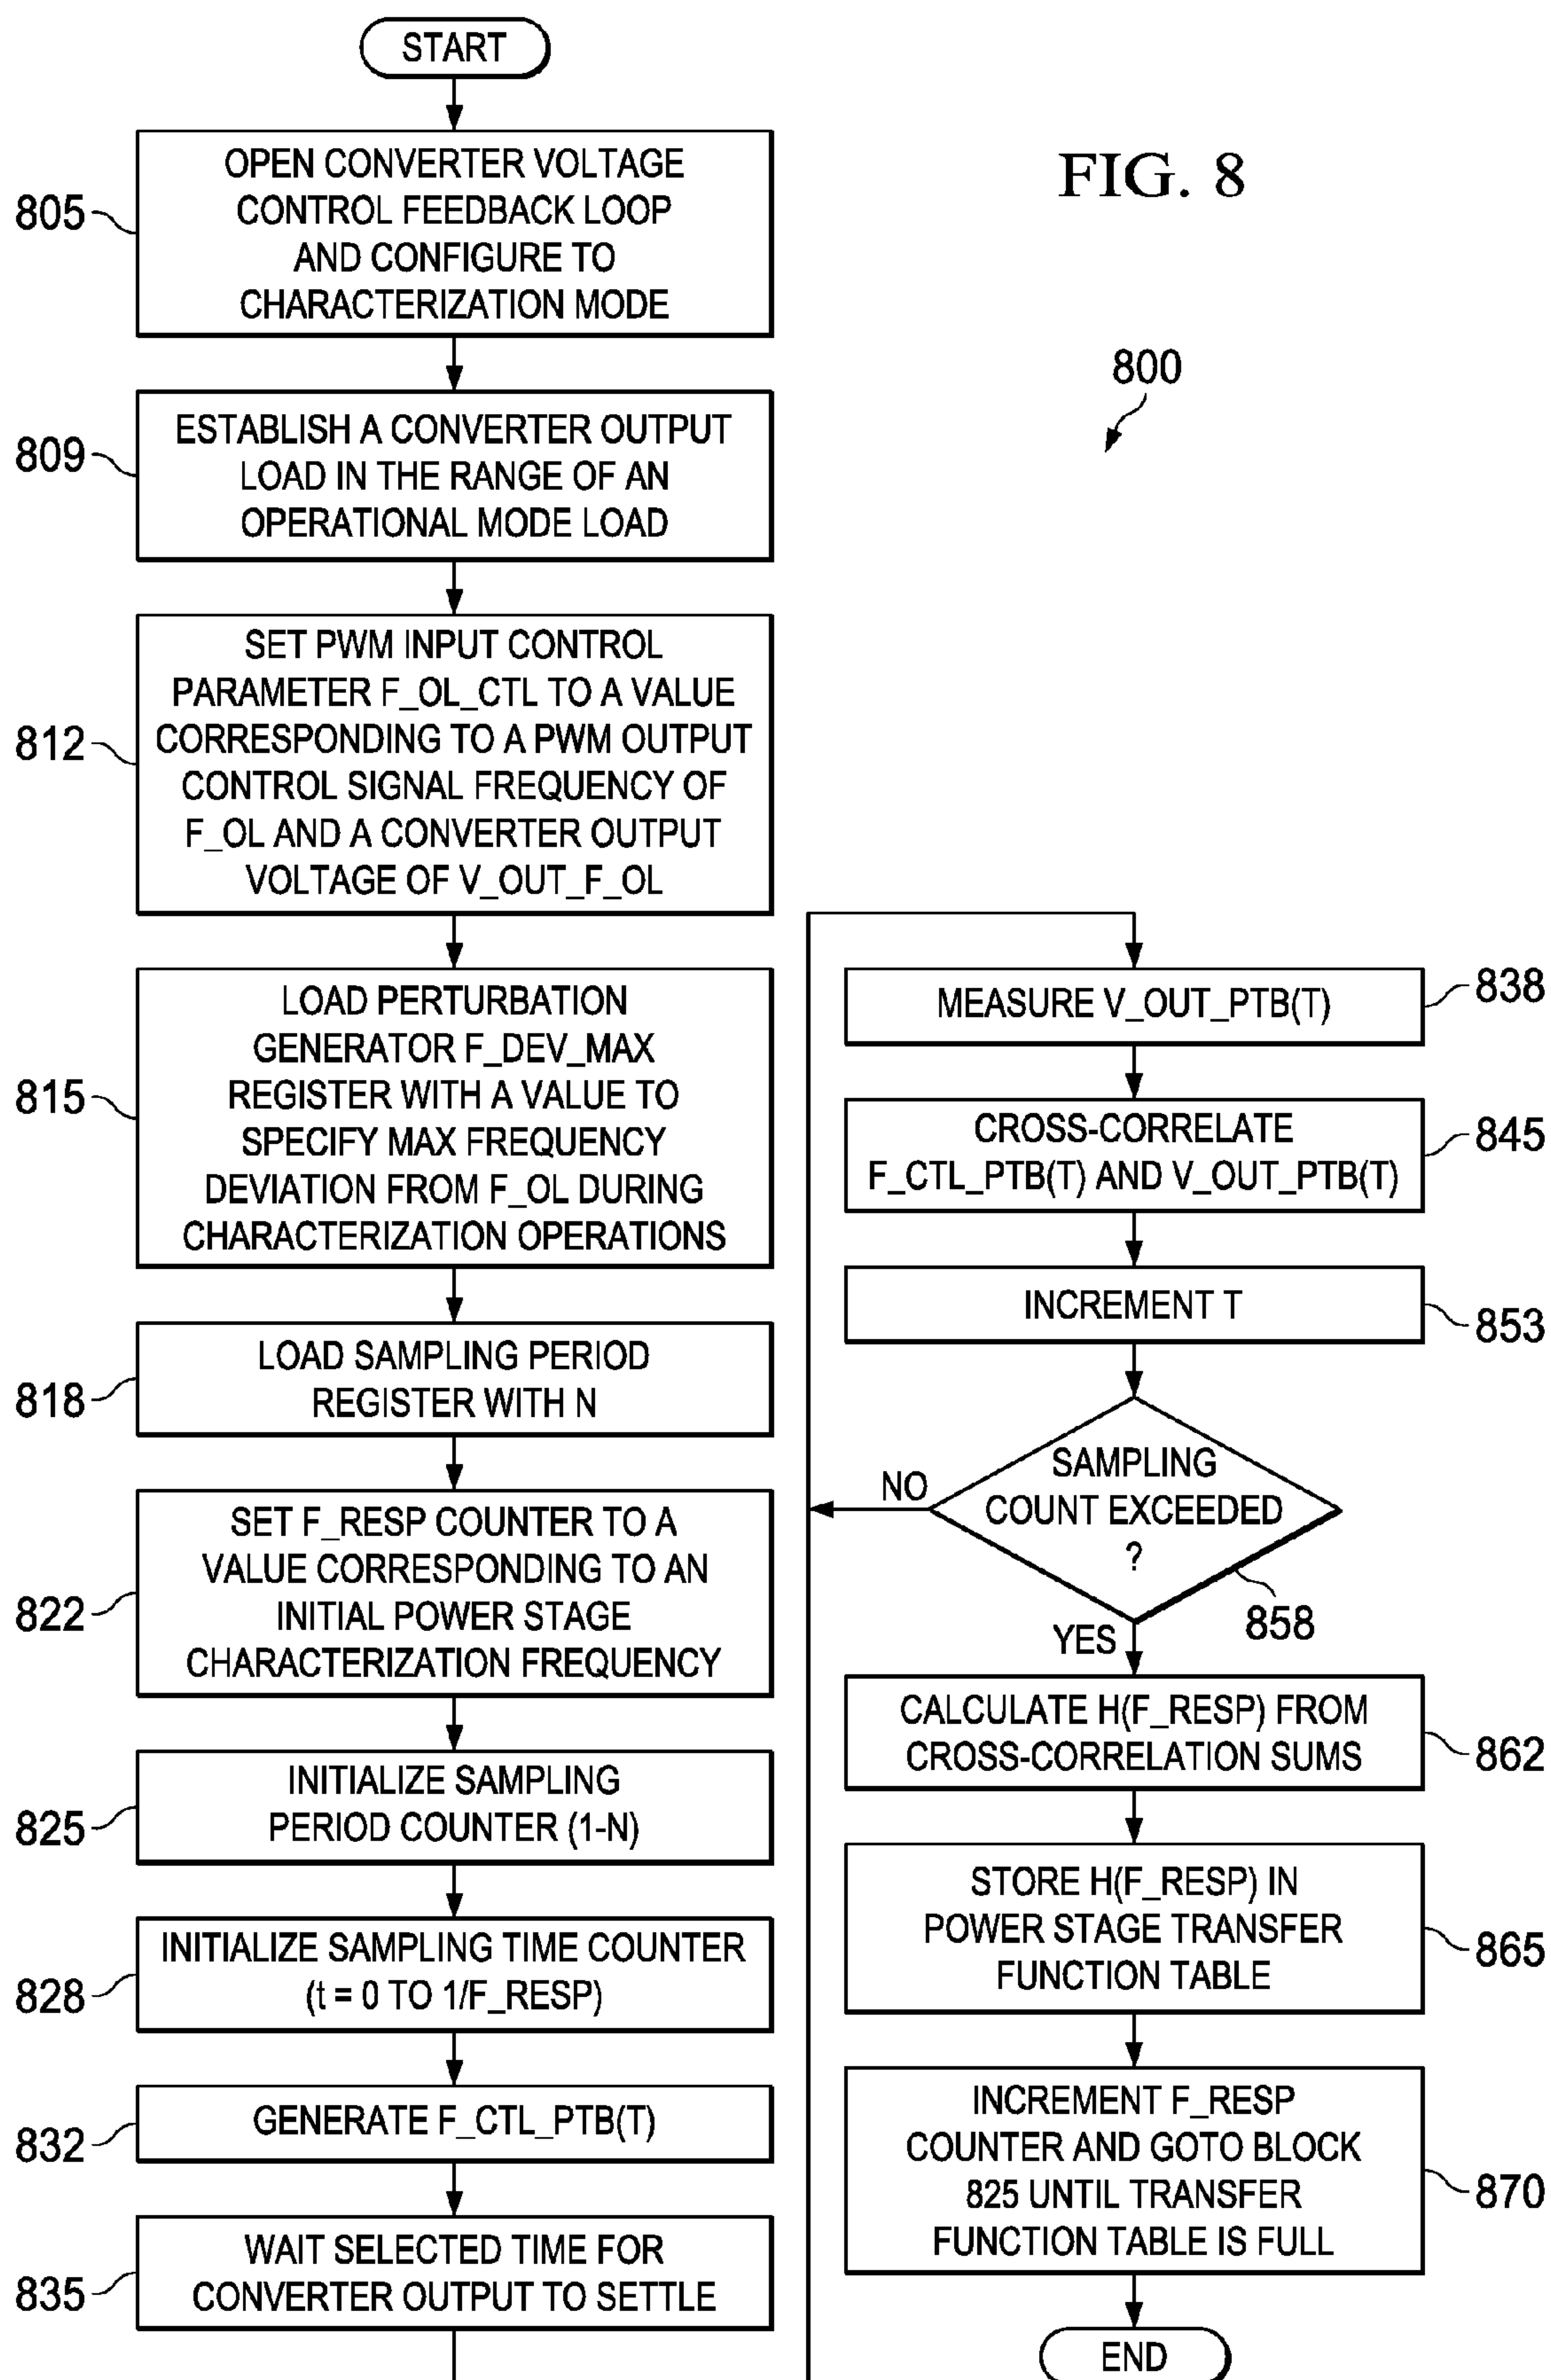 START
805
OPEN CONVERTER VOLTAGE
CONTROL FEEDBACK LOOP
AND CONFIGURE TO
CHARACTERIZATION MODE
809
ESTABLISH A CONVERTER OUTPUT
LOAD IN THE RANGE OF AN
OPERATIONAL MODE LOAD
812
SET PWM INPUT CONTROL
PARAMETER F_OL_CTL TO A VALUE
CORRESPONDING TO A PWM OUTPUT
CONTROL SIGNAL FREQUENCY OF
F_OL AND A CONVERTER OUTPUT
VOLTAGE OF V_OUT_F_OL
815
LOAD PERTURBATION
GENERATOR F_DEV_MAX
REGISTER WITH A VALUE TO
SPECIFY MAX FREQUENCY
DEVIATION FROM F_OL DURING
CHARACTERIZATION OPERATIONS
818
LOAD SAMPLING PERIOD
REGISTER WITH N
822
SET F_RESP COUNTER TO A
VALUE CORRESPONDING TO AN
INITIAL POWER STAGE
CHARACTERIZATION FREQUENCY
825
INITIALIZE SAMPLING
PERIOD COUNTER (1-N)
828
INITIALIZE SAMPLING TIME COUNTER
(t = 0 TO 1/F_RESP)
832
GENERATE F_CTL_PTB(T)
835
WAIT SELECTED TIME FOR
CONVERTER OUTPUT TO SETTLE
FIG. 8
800
MEASURE V_OUT_PTB(T)
838
CROSS-CORRELATE
F_CTL_PTB(T) AND V_OUT_PTB(T)
845
INCREMENT T
853
SAMPLING
COUNT EXCEEDED
?
NO
858
YES
CALCULATE H(F_RESP) FROM
CROSS-CORRELATION SUMS
862
STORE H(F_RESP) IN
POWER STAGE TRANSFER
FUNCTION TABLE
865
INCREMENT F_RESP
COUNTER AND GOTO BLOCK
825 UNTIL TRANSFER
FUNCTION TABLE IS FULL
870
END